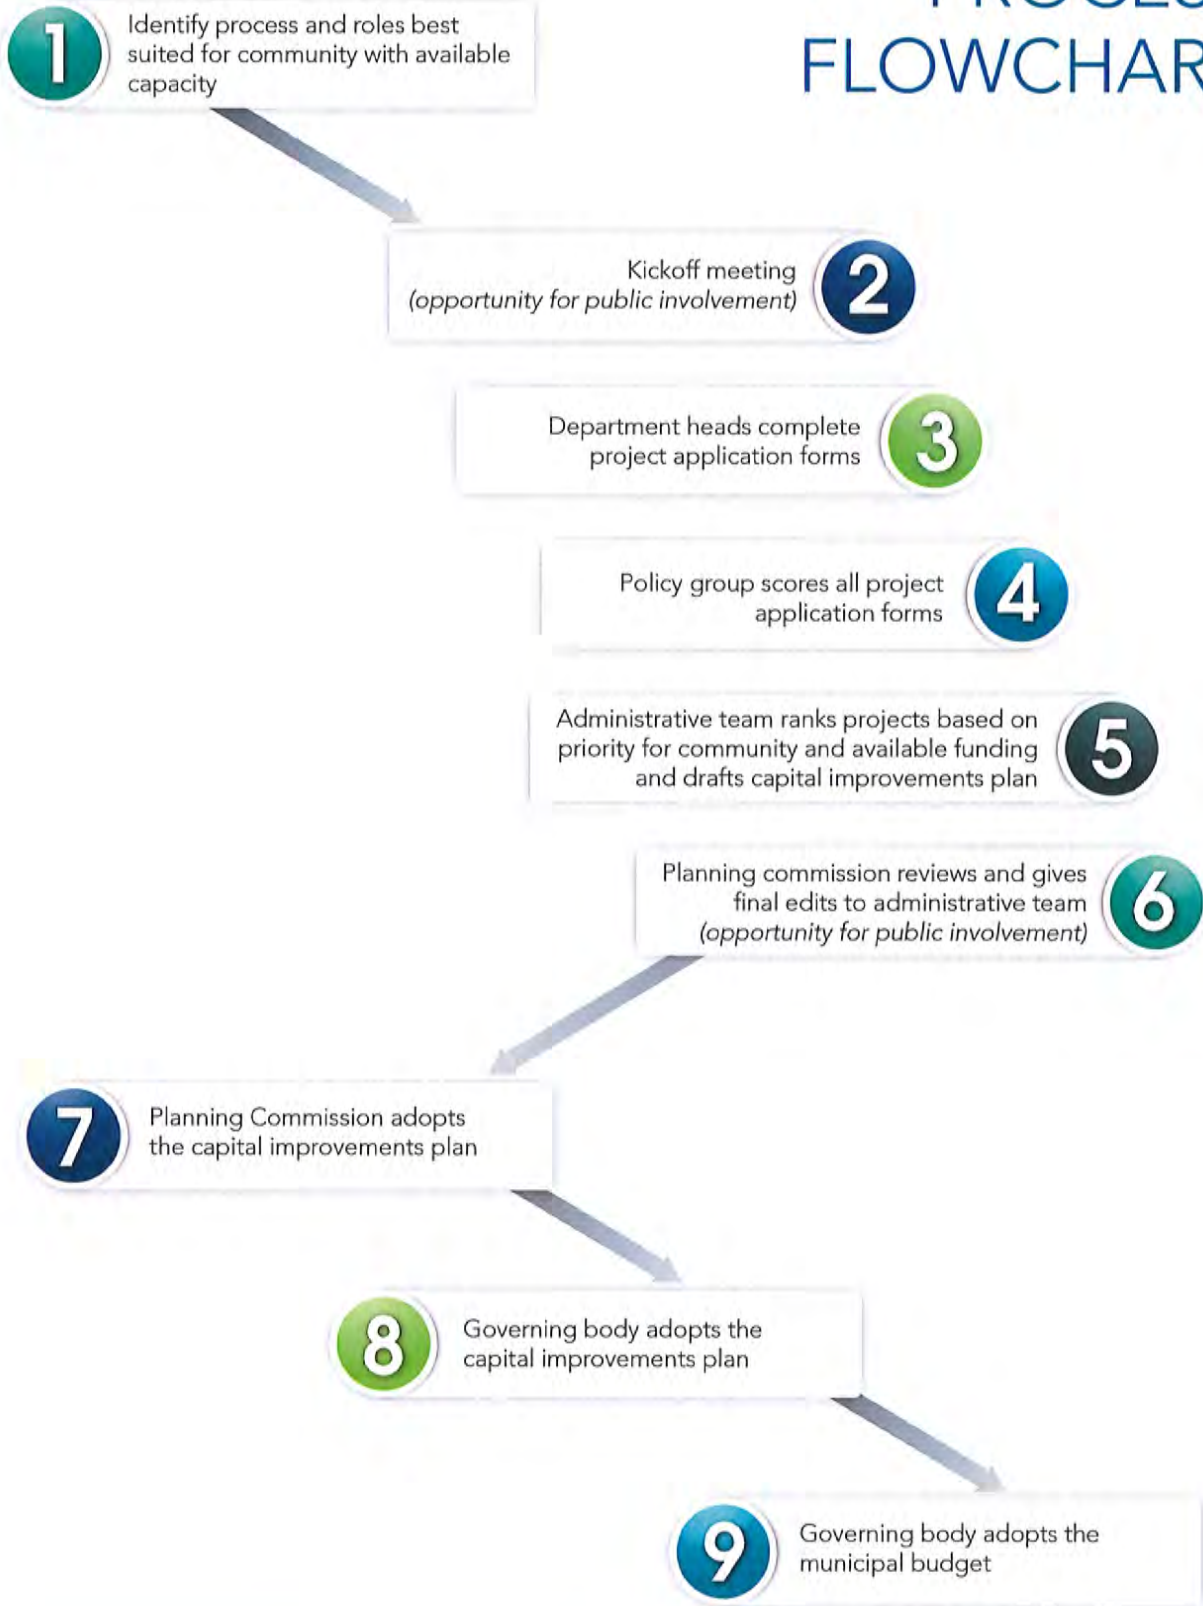 FLOWCHAR
1
Identify process and roles best
suited for community with available
capacity
Kickoff meeting
(opportunity for public involvement)
2
Department heads complete
project application forms
3
Policy group scores all project
application forms
4
Administrative team ranks projects based on
priority for community and available funding
and drafts capital improvements plan
5
Planning commission reviews and gives
final edits to administrative team
(opportunity for public involvement)
6
7
Planning Commission adopts
the capital improvements plan
8
Governing body adopts the
capital improvements plan
9
Governing body adopts the
municipal budget